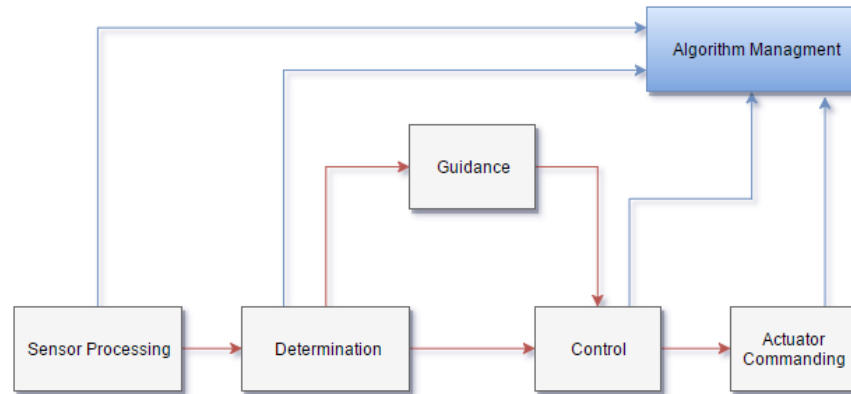 Algorithm Managment
Guidance
Sensor Processing
Determination
Control
Actuator
Commanding